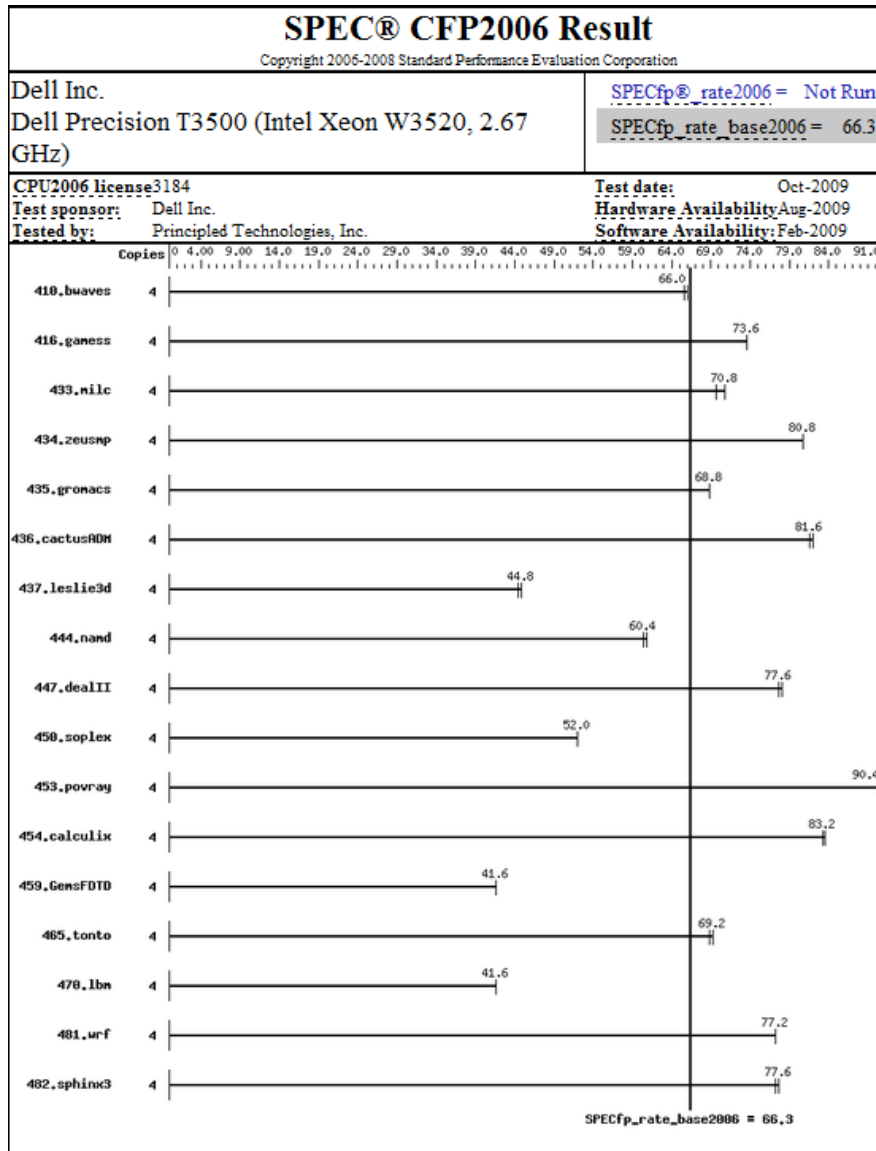 SPEC® CFP2006 Result
Copyright 2006-2008 Standard Performance Evaluation Corporation
Dell Inc.
Dell Precision T3500 (Intel Xeon W3520, 2.67
GHz)
SPECfp®_rate2006 = Not Run
SPECfp_rate_base2006 = 66.3
CPU2006 license3184
Test date: Oct-2009
Test sponsor: Dell Inc.
Hardware Availability Aug-2009
Tested by: Principled Technologies, Inc.
Software Availability: Feb-2009
Copies 0 4.00 9.00 14.0 19.0 24.0 29.0 34.0 39.0 44.0 49.0 54.0 59.0 64.0 69.0 74.0 79.0 84.0 91.0
410.bwaves 4 66.0
416.gamess 4 73.6
433.milc 4 70.8
434.zeusmp 4 80.8
435.gromacs 4 68.8
436.cactusADM 4 81.6
437.leslie3d 4 44.8
444.namd 4 60.4
447.dealII 4 77.6
450.soplex 4 52.0
453.povray 4 90.4
454.calculix 4 83.2
459.GemsFDTD 4 41.6
465.tonto 4 69.2
470.lbm 4 41.6
481.wrf 4 77.2
482.sphinx3 4 77.6
SPECfp_rate_base2006 = 66.3